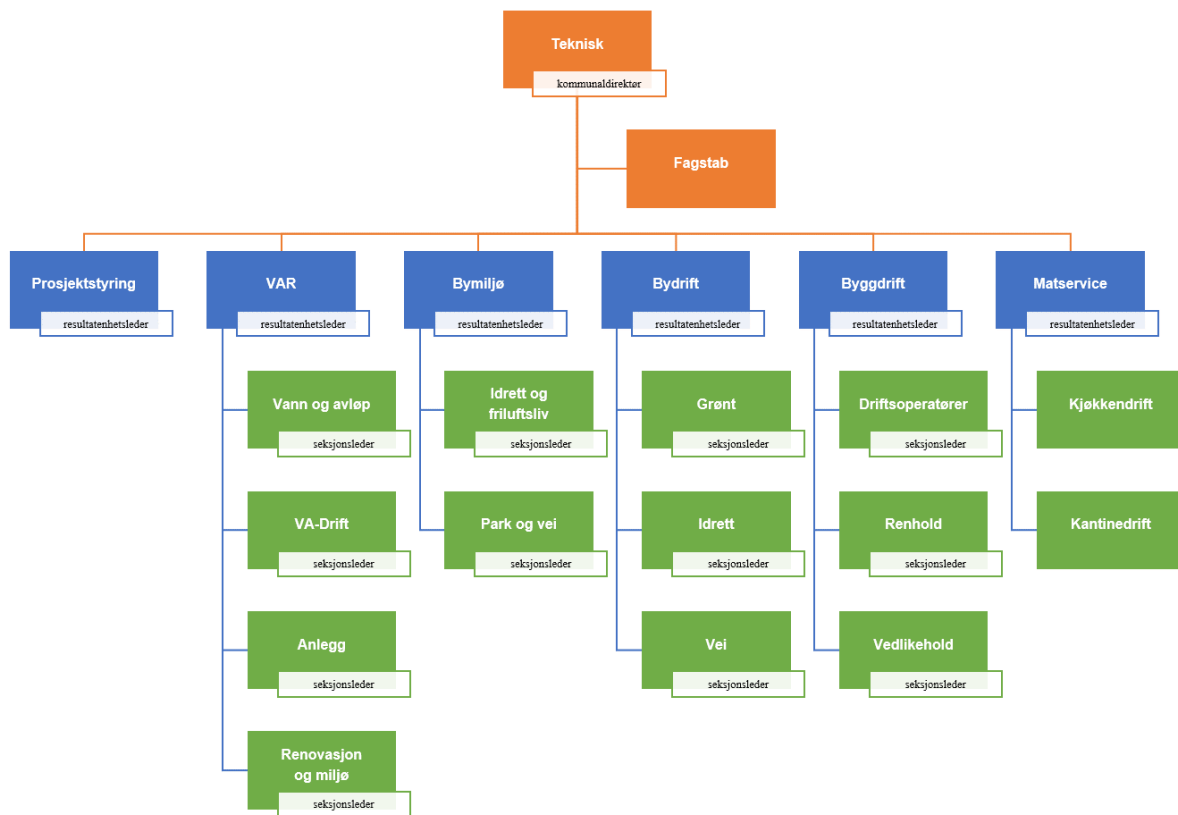 Teknisk
kommunaldirektør
Fagstab
Prosjektstyring
resultatenhetsleder
VAR
resultatenhetsleder
Bymiljø
resultatenhetsleder
Bydrift
resultatenhetsleder
Byggdrift
resultatenhetsleder
Matservice
resultatenhetsleder
Vann og avløp
seksjonsleder
Idrett og
friluftsliv
seksjonsleder
Grønt
seksjonsleder
Driftsoperatører
seksjonsleder
Kjøkkendrift
VA-Drift
seksjonsleder
Park og vei
seksjonsleder
Idrett
seksjonsleder
Renhold
seksjonsleder
Kantinedrift
Anlegg
seksjonsleder
Vei
seksjonsleder
Vedlikehold
seksjonsleder
Renovasjon
og miljø
seksjonsleder